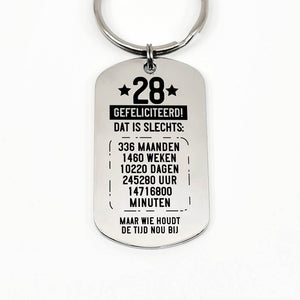 ★28★
GEFELICITEERD!
DAT IS SLECHTS:
336 MAANDEN
1460 WEKEN
10220 DAGEN
245280 UUR
14716800
MINUTEN
MAAR WIE HOUDT
DE TIJD NOU BIJ